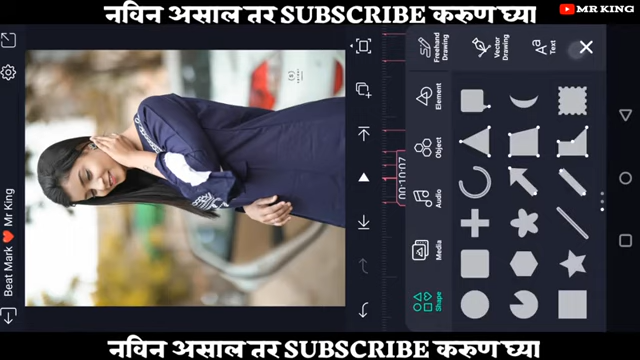 नविन असाल तर SUBSCRIBE करुण घ्या
MR KING
Freehand
Drawing
Vector
Drawing
Text
Element
Object
Audio
Media
Shape
00:10:07
Beat Mark❤️ Mr King
नविन असाल तर SUBSCRIBE करुण घ्या